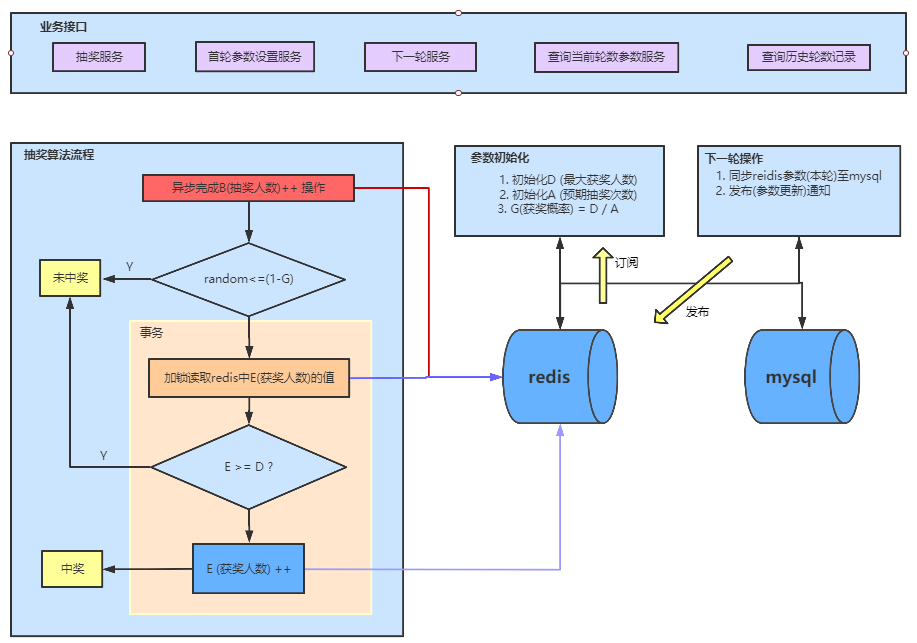 业务接口
抽奖服务
首轮参数设置服务
下一轮服务
查询当前轮数参数服务
查询历史轮数记录
抽奖算法流程
异步完成B(抽奖人数)++ 操作
random<=(1-G)
Y
未中奖
事务
加锁读取redis中E(获奖人数)的值
E >= D ?
Y
E (获奖人数) ++
中奖
参数初始化
1. 初始化D (最大获奖人数)
2. 初始化A (预期抽奖次数)
3. G(获奖概率) = D / A
下一轮操作
1. 同步reidis参数(本轮)至mysql
2. 发布(参数更新)通知
订阅
发布
redis
mysql